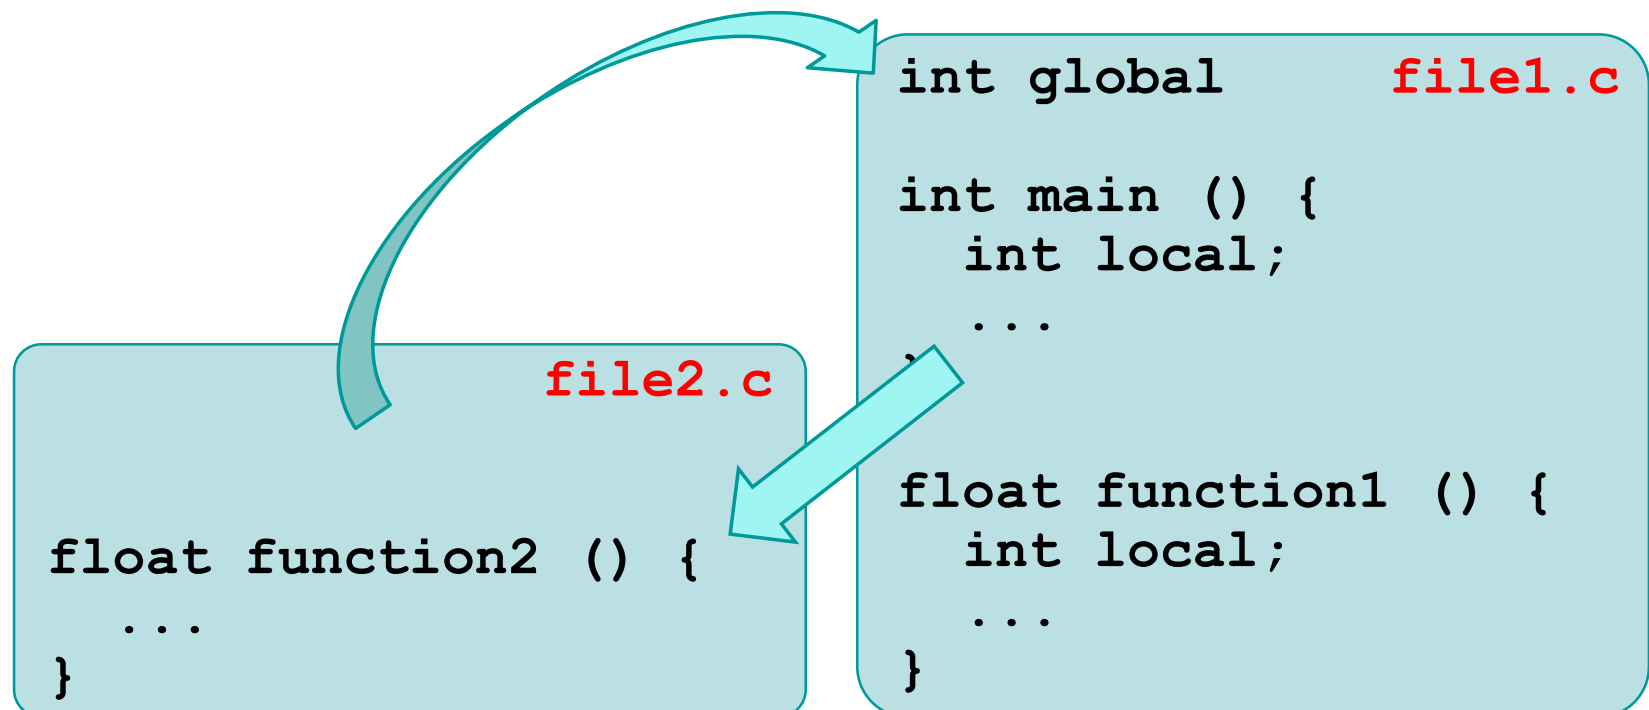 int global file1.c
int main () {
int local;
...
}
float function1 () {
int local;
...
}
file2.c
float function2 () {
...
}